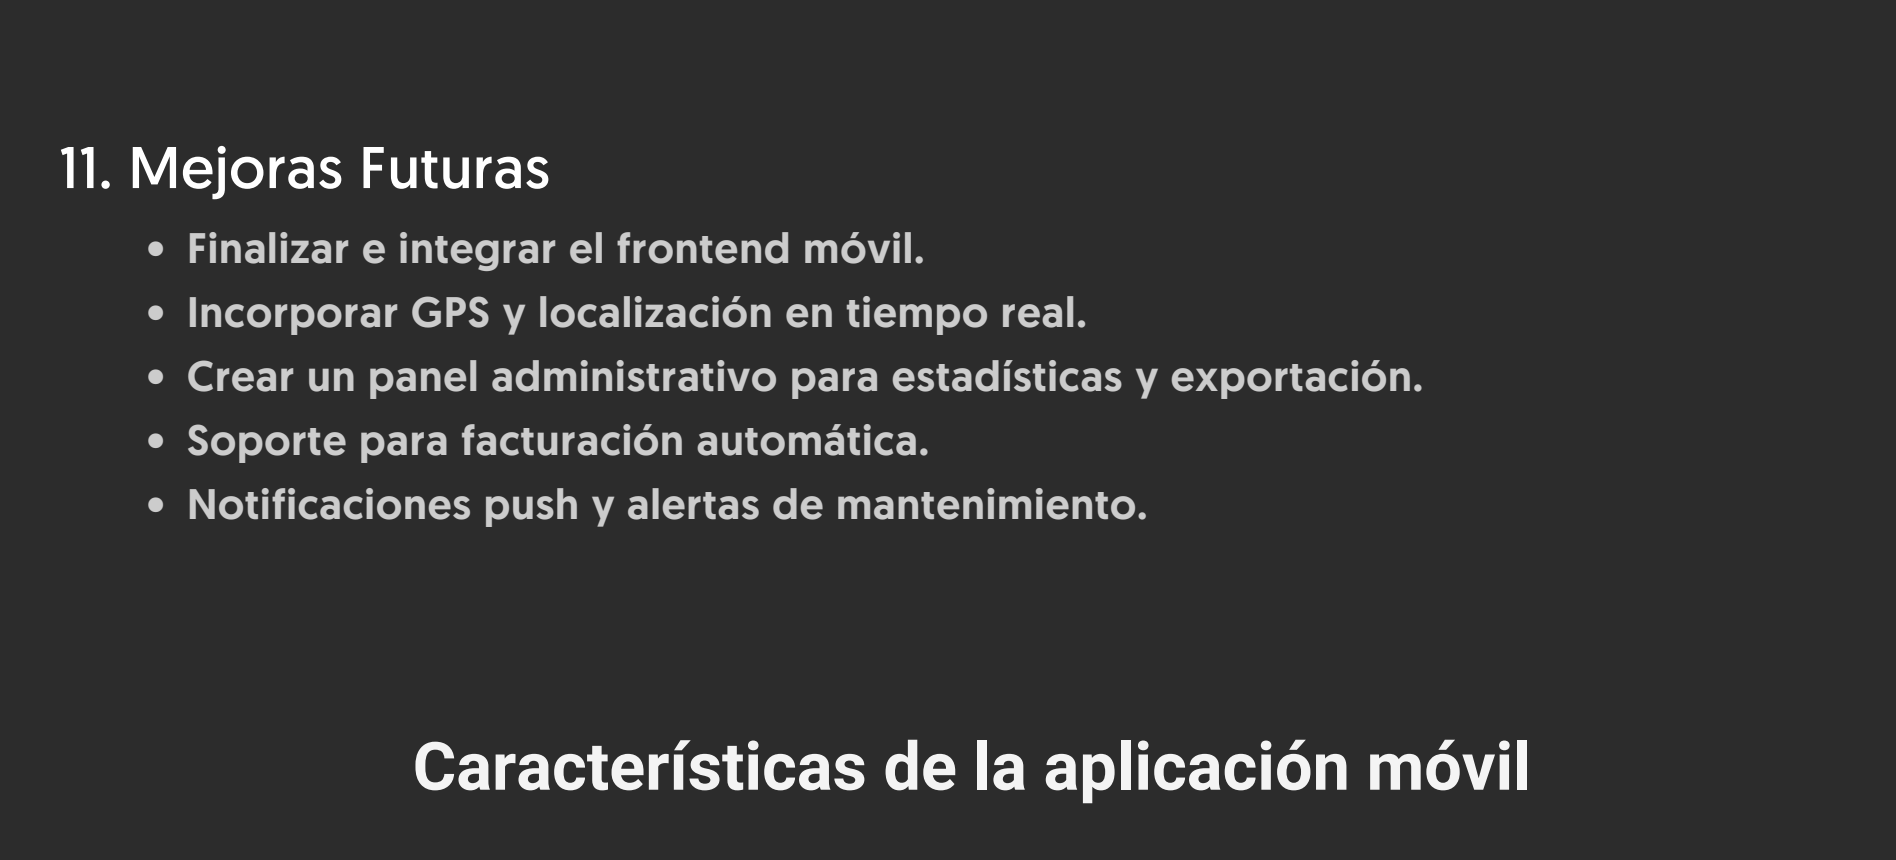 11. Mejoras Futuras
• Finalizar e integrar el frontend móvil.
• Incorporar GPS y localización en tiempo real.
• Crear un panel administrativo para estadísticas y exportación.
• Soporte para facturación automática.
• Notificaciones push y alertas de mantenimiento.
Características de la aplicación móvil